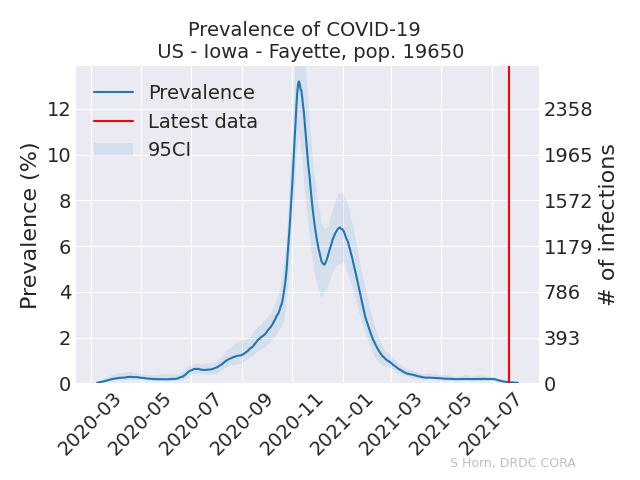 Prevalence of COVID-19
US - Iowa - Fayette, pop. 19650
Prevalence
Latest data
95CI
Prevalence (%)
12
10
8
6
4
2
0
2358
1965
1572
1179
786
393
0
# of infections
2020-03
2020-05
2020-07
2020-09
2020-11
2021-01
2021-03
2021-05
2021-07
S Horn, DRDC CORA